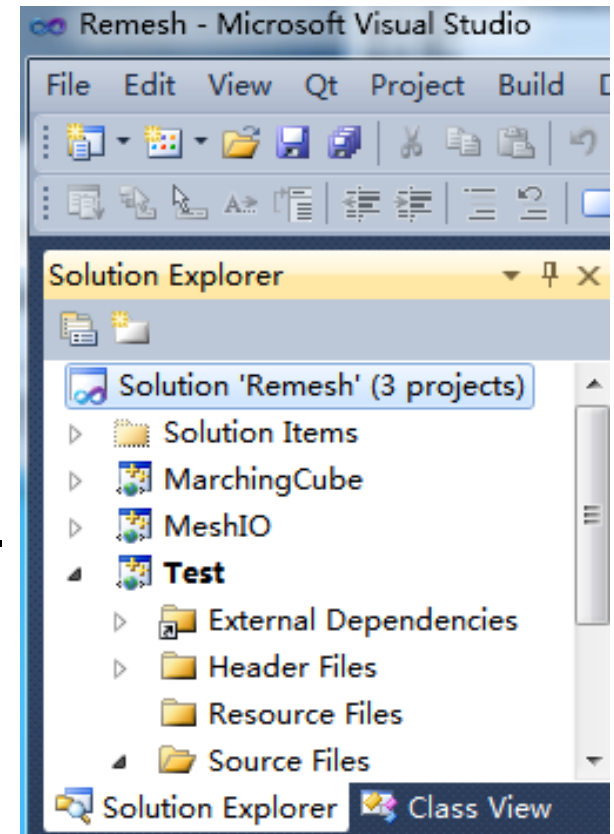 Remesh - Microsoft Visual Studio
File Edit View Qt Project Build
Solution Explorer
Solution 'Remesh' (3 projects)
Solution Items
MarchingCube
MeshIO
Test
External Dependencies
Header Files
Resource Files
Source Files
Solution Explorer Class View